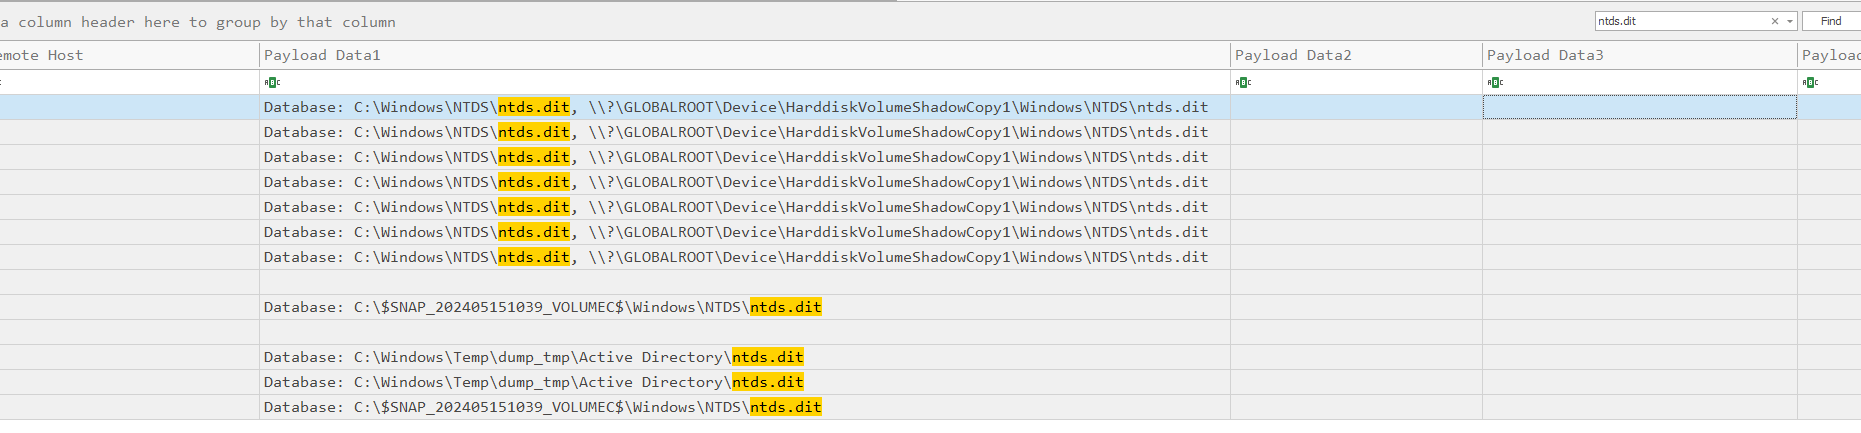 a column header here to group by that column
ntds.dit
Find
emote Host
Payload Data1
Payload Data2
Payload Data3
Payload
Database: C:\Windows\NTDS\ntds.dit, \\?\GLOBALROOT\Device\HarddiskVolumeShadowCopy1\Windows\NTDS\ntds.dit
Database: C:\Windows\NTDS\ntds.dit, \\?\GLOBALROOT\Device\HarddiskVolumeShadowCopy1\Windows\NTDS\ntds.dit
Database: C:\Windows\NTDS\ntds.dit, \\?\GLOBALROOT\Device\HarddiskVolumeShadowCopy1\Windows\NTDS\ntds.dit
Database: C:\Windows\NTDS\ntds.dit, \\?\GLOBALROOT\Device\HarddiskVolumeShadowCopy1\Windows\NTDS\ntds.dit
Database: C:\Windows\NTDS\ntds.dit, \\?\GLOBALROOT\Device\HarddiskVolumeShadowCopy1\Windows\NTDS\ntds.dit
Database: C:\Windows\NTDS\ntds.dit, \\?\GLOBALROOT\Device\HarddiskVolumeShadowCopy1\Windows\NTDS\ntds.dit
Database: C:\Windows\NTDS\ntds.dit, \\?\GLOBALROOT\Device\HarddiskVolumeShadowCopy1\Windows\NTDS\ntds.dit
Database: C:\$SNAP_202405151039_VOLUMEC$\Windows\NTDS\ntds.dit
Database: C:\Windows\Temp\dump_tmp\Active Directory\ntds.dit
Database: C:\Windows\Temp\dump_tmp\Active Directory\ntds.dit
Database: C:\$SNAP_202405151039_VOLUMEC$\Windows\NTDS\ntds.dit